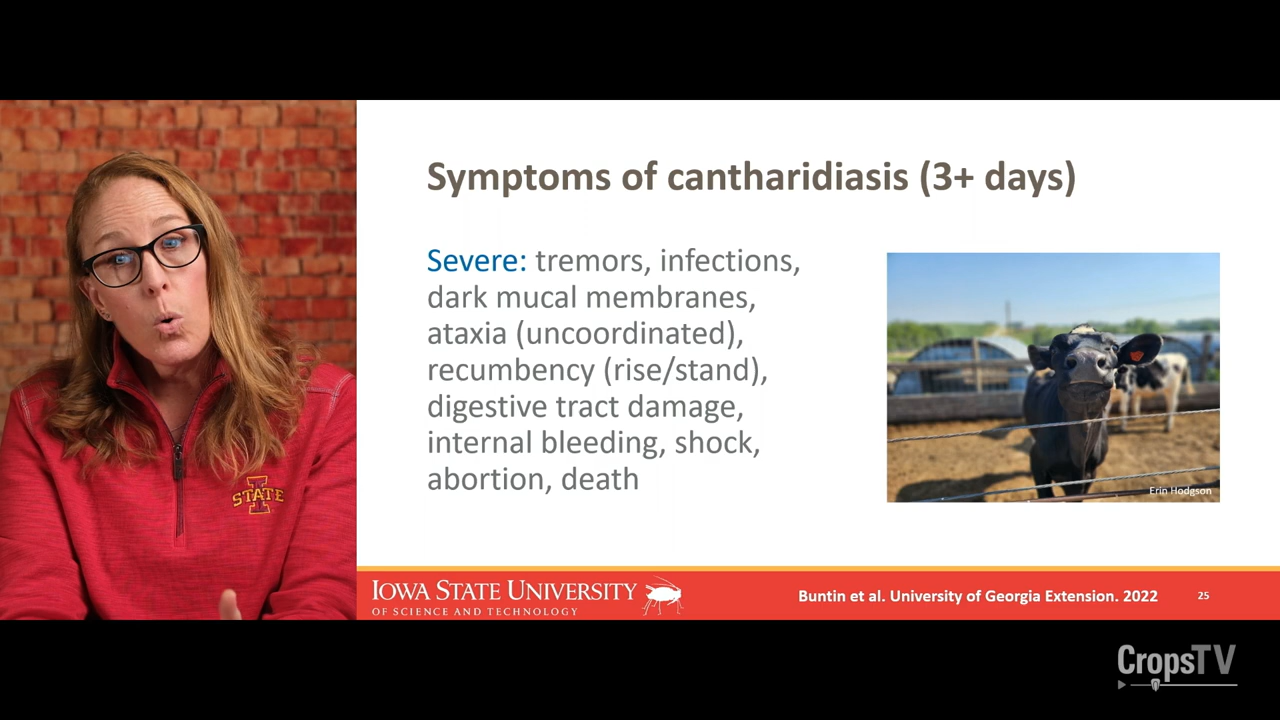 Symptoms of cantharidiasis (3+ days)
Severe: tremors, infections,
dark mucal membranes,
ataxia (uncoordinated),
recumbency (rise/stand),
digestive tract damage,
internal bleeding, shock,
abortion, death
Erin Hodgson
STATE
IOWA STATE UNIVERSITY
OF SCIENCE AND TECHNOLOGY
Buntin et al. University of Georgia Extension. 2022
25
CropsTV